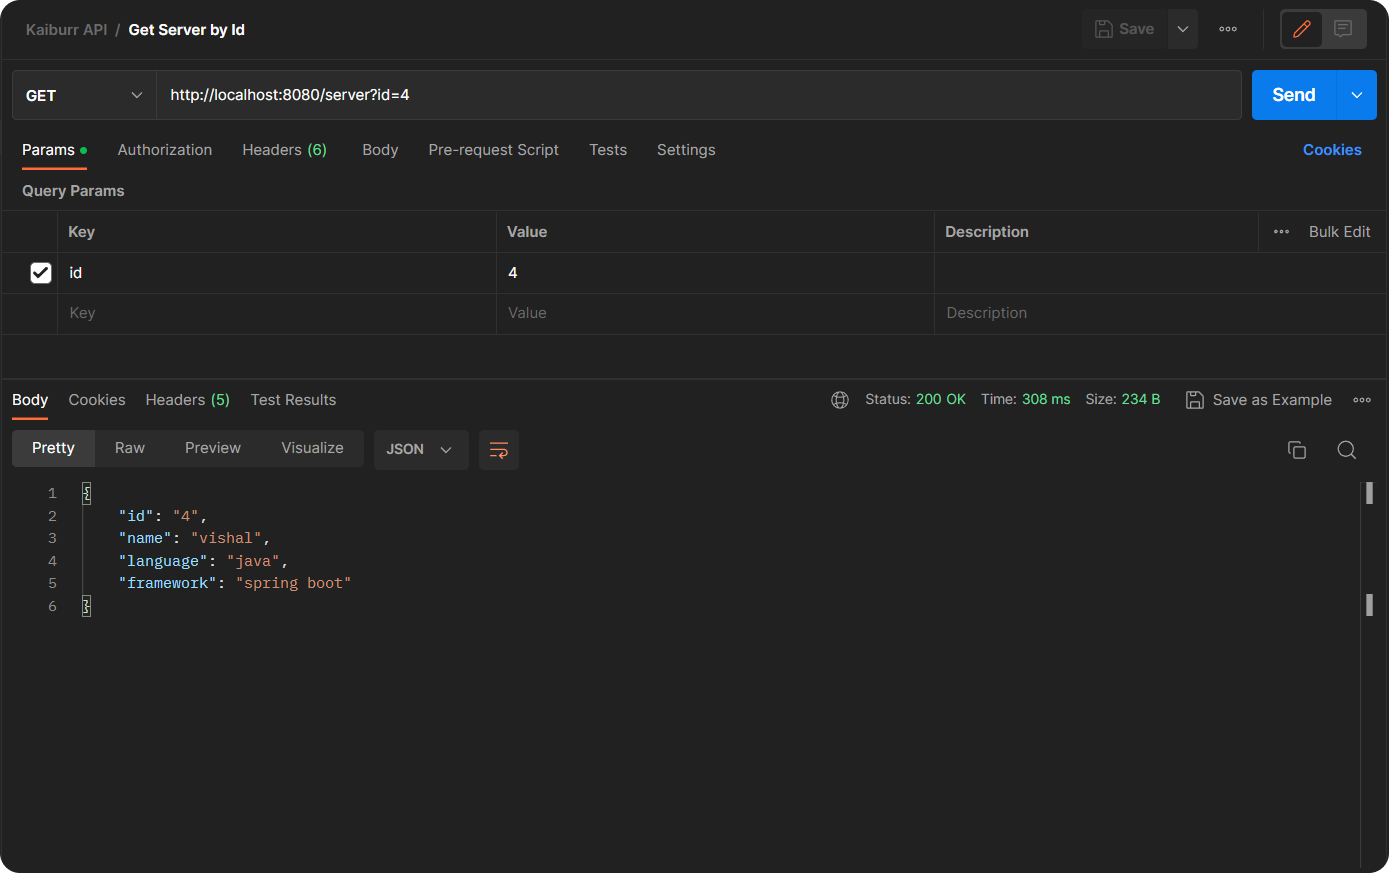 Kaiburr API / Get Server by Id
Save
GET
http://localhost:8080/server?id=4
Send
Params Authorization Headers (6) Body Pre-request Script Tests Settings Cookies
Query Params
Key Value Description Bulk Edit
id 4
Key Value Description
Body Cookies Headers (5) Test Results Status: 200 OK Time: 308 ms Size: 234 B Save as Example
Pretty Raw Preview Visualize JSON
1 {
2 "id": "4",
3 "name": "vishal",
4 "language": "java",
5 "framework": "spring boot"
6 }